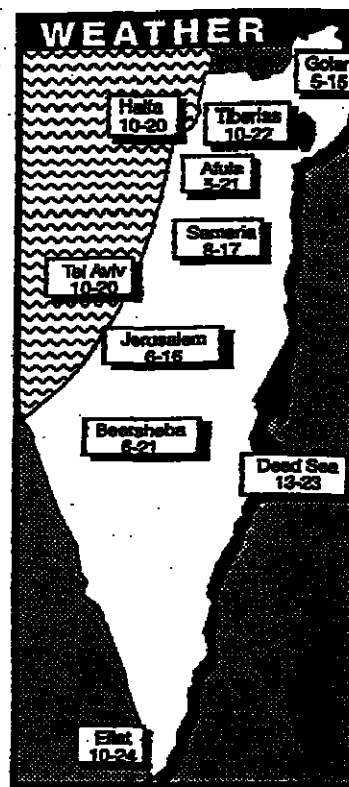 WEATHER
Golan
5-15
Haifa
10-20
Tiberias
10-22
Afula
5-21
Samaria
8-17
Tel Aviv
10-20
Jerusalem
6-15
Beersheba
6-21
Dead Sea
13-23
Eilat
10-24